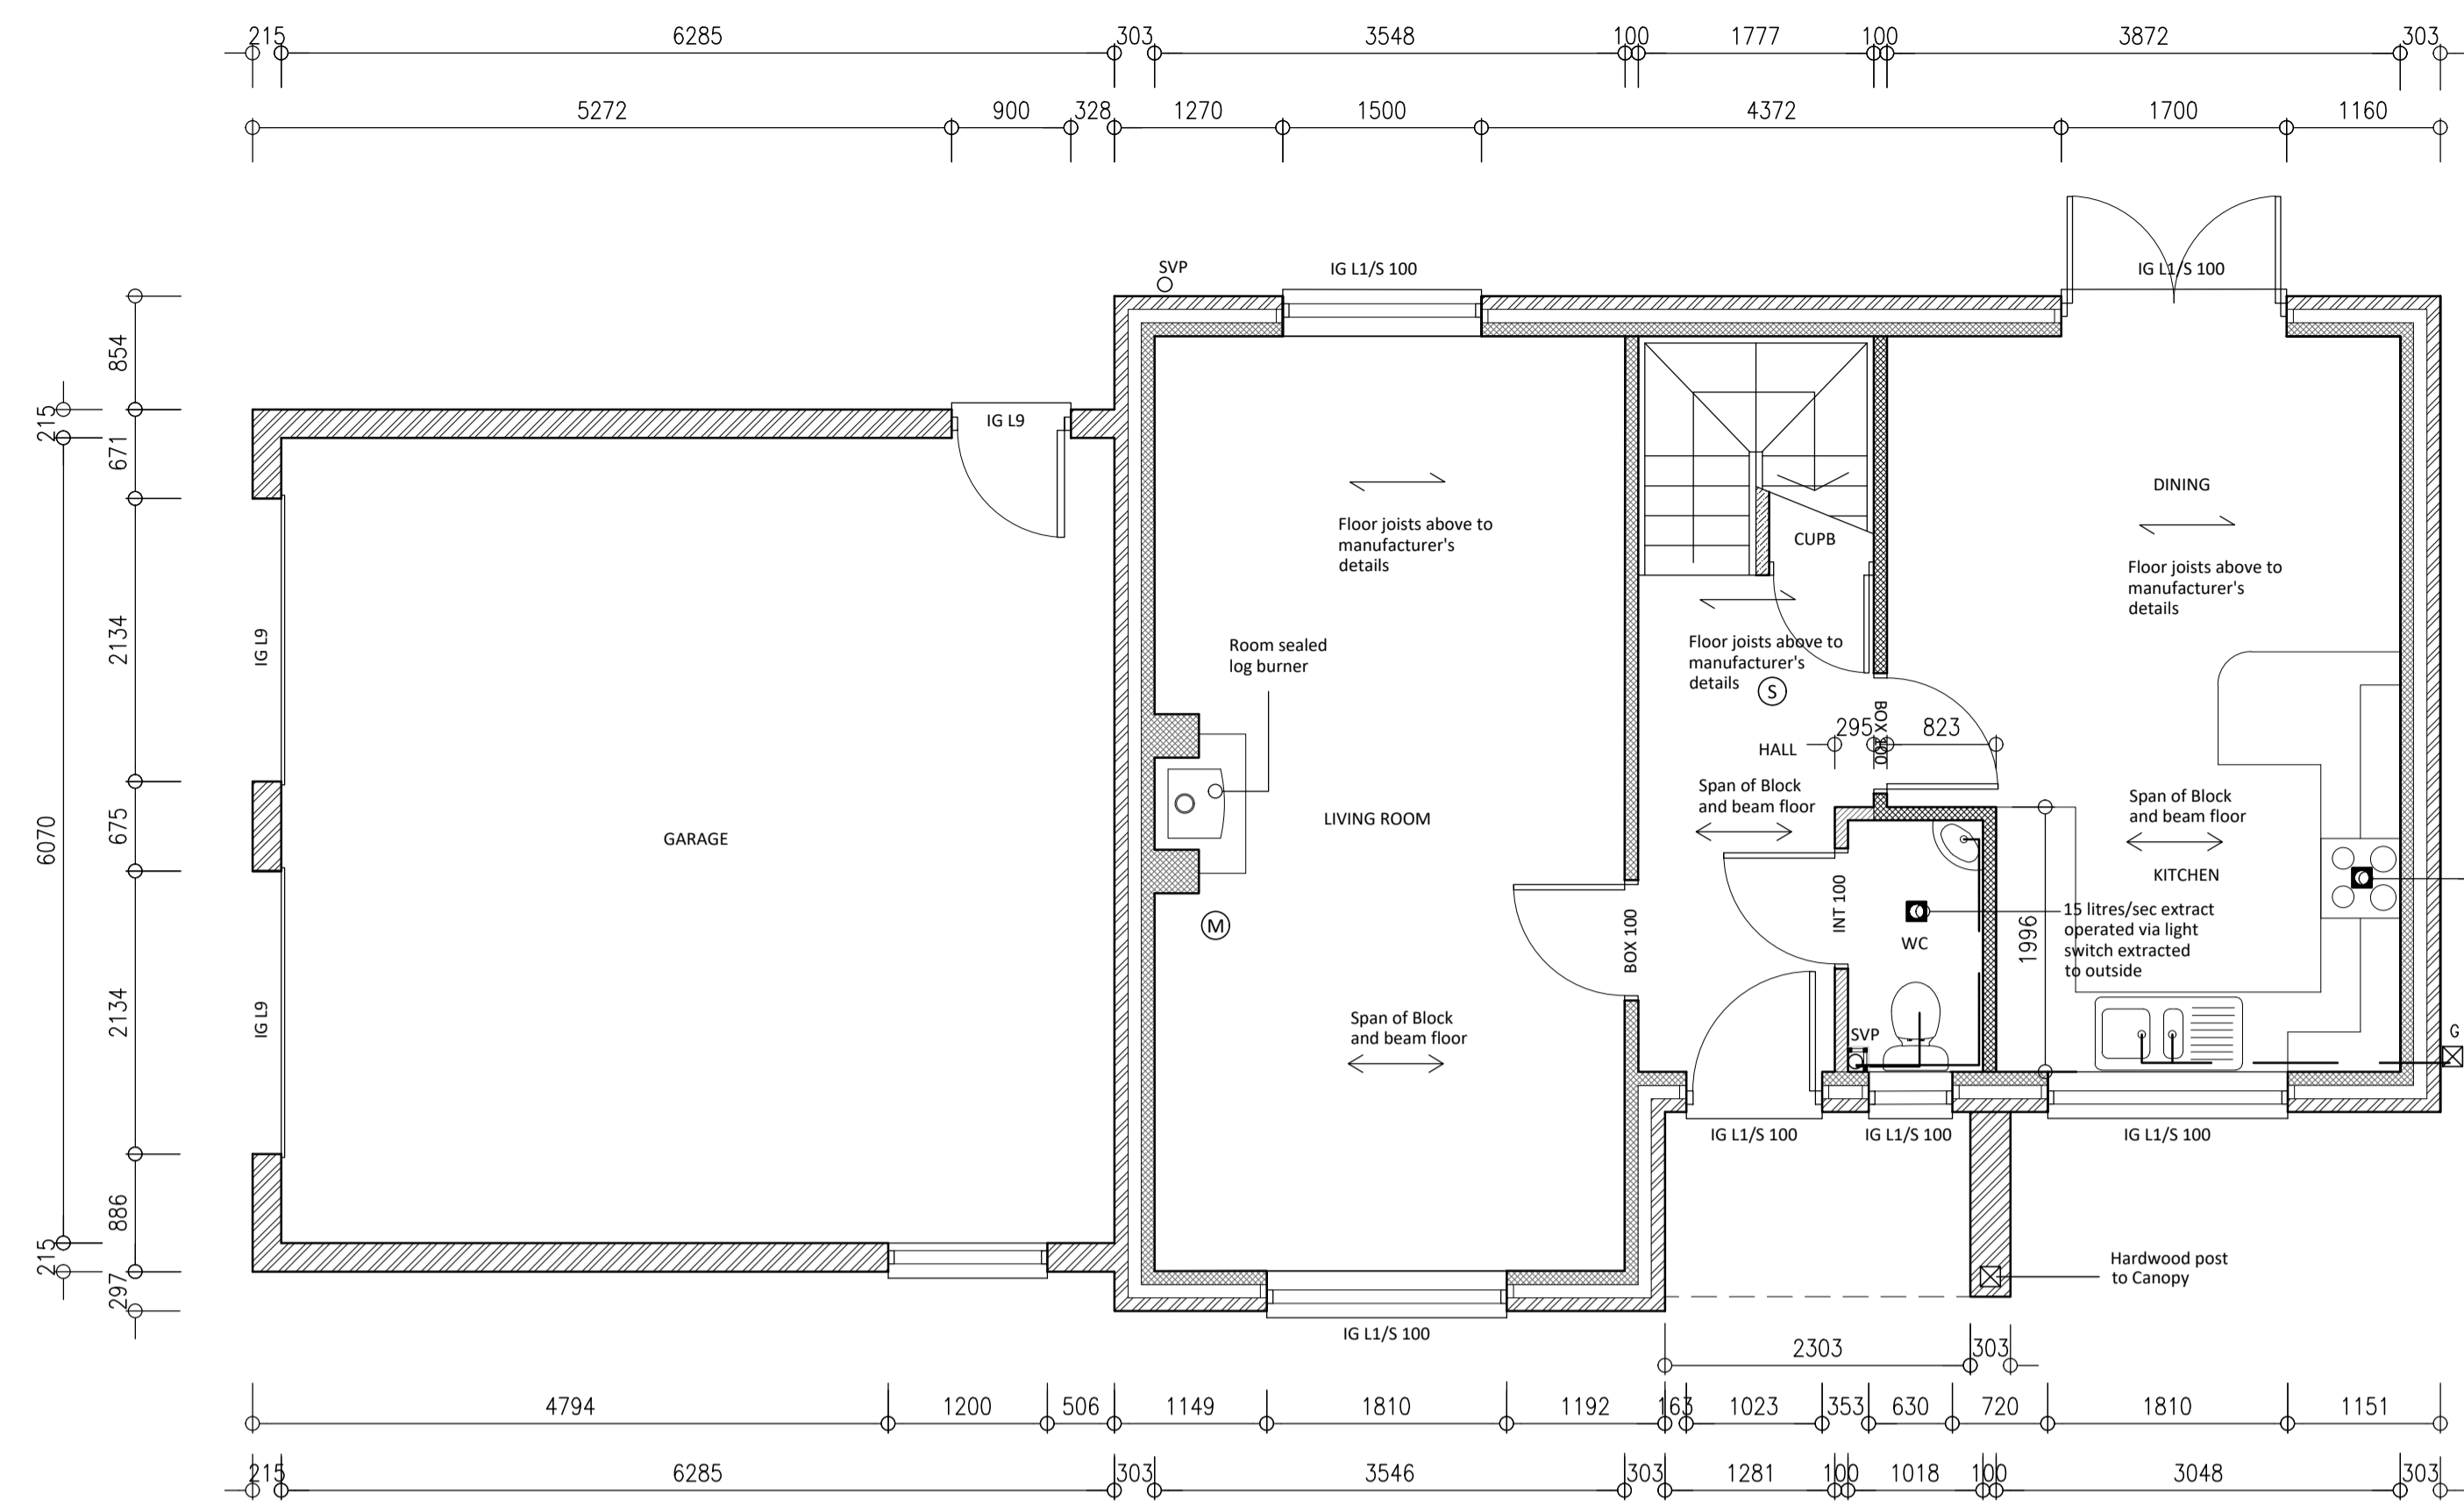 215 6285 303 3548 100 1777 100 3872 303
5272 900 328 1270 1500 4372 1700 1160
SVP
IG L1/S 100
IG L1/S 100
854
215
671
2134
675
6070
2134
886
215
297
IG L9
IG L9
IG L9
GARAGE
Floor joists above to
manufacturer's
details
Room sealed
log burner
LIVING ROOM
M
Span of Block
and beam floor
BOX 100
CUPB
Floor joists above to
manufacturer's
details
S
HALL
295
BOX 100
823
Span of Block
and beam floor
INT 100
WC
SVP
DINING
Floor joists above to
manufacturer's
details
Span of Block
and beam floor
KITCHEN
15 litres/sec extract
operated via light
switch extracted
to outside
1996
G
IG L1/S 100
IG L1/S 100
IG L1/S 100
Hardwood post
to Canopy
IG L1/S 100
2303 303
4794 1200 506 1149 1810 1192 163 1023 353 630 720 1810 1151
215 6285 303 3546 303 1281 100 1018 100 3048 303